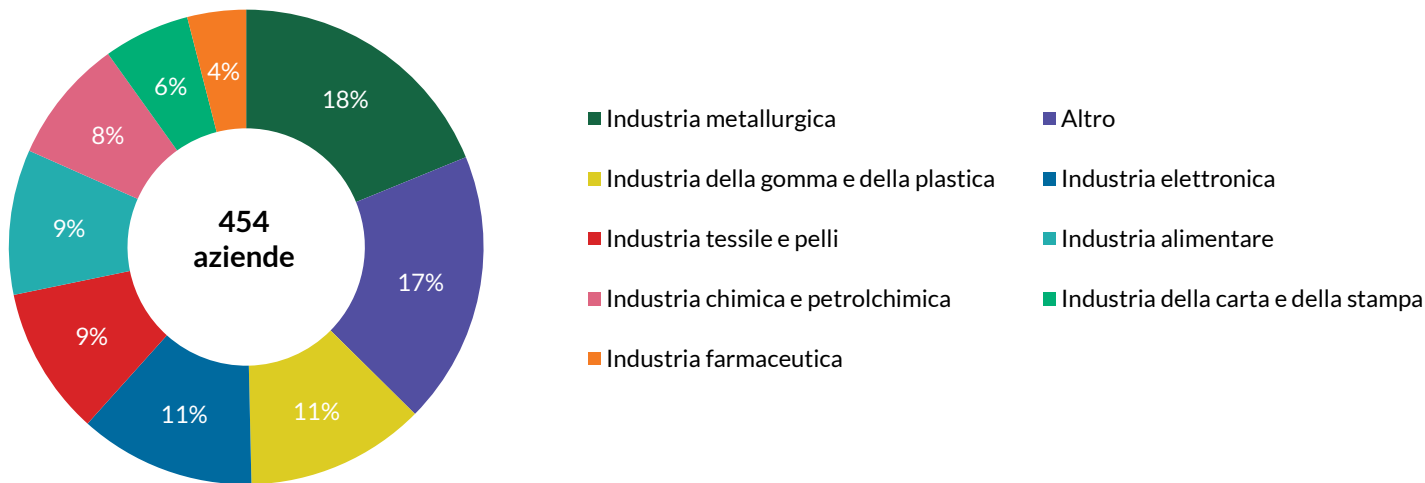 4%
6%
18%
8%
9%
454
aziende
17%
9%
11%
11%
Industria metallurgica
Altro
Industria della gomma e della plastica
Industria elettronica
Industria tessile e pelli
Industria alimentare
Industria chimica e petrolchimica
Industria della carta e della stampa
Industria farmaceutica